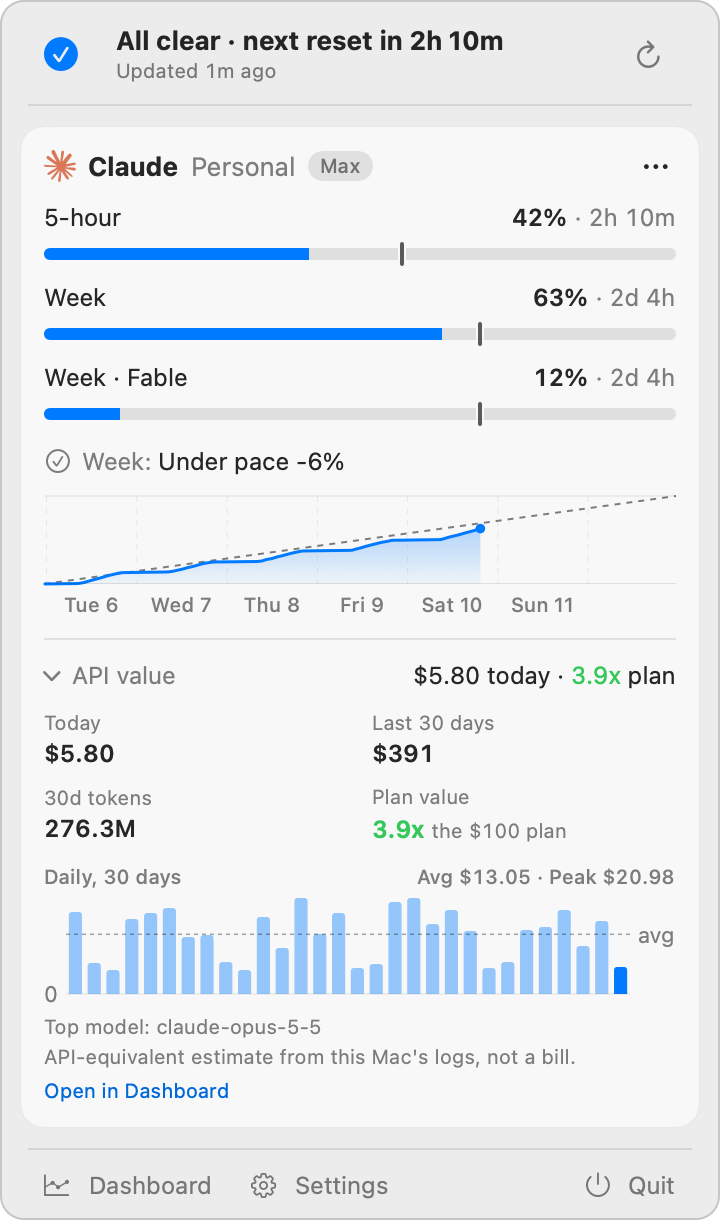 All clear · next reset in 2h 10m
Updated 1m ago
Claude Personal Max
5-hour 42% · 2h 10m
Week 63% · 2d 4h
Week · Fable 12% · 2d 4h
Week: Under pace -6%
Tue 6 Wed 7 Thu 8 Fri 9 Sat 10 Sun 11
API value $5.80 today · 3.9x plan
Today Last 30 days
$5.80 $391
30d tokens Plan value
276.3M 3.9x the $100 plan
Daily, 30 days Avg $13.05 · Peak $20.98
avg
0
Top model: claude-opus-5-5
API-equivalent estimate from this Mac's logs, not a bill.
Open in Dashboard
Dashboard Settings Quit